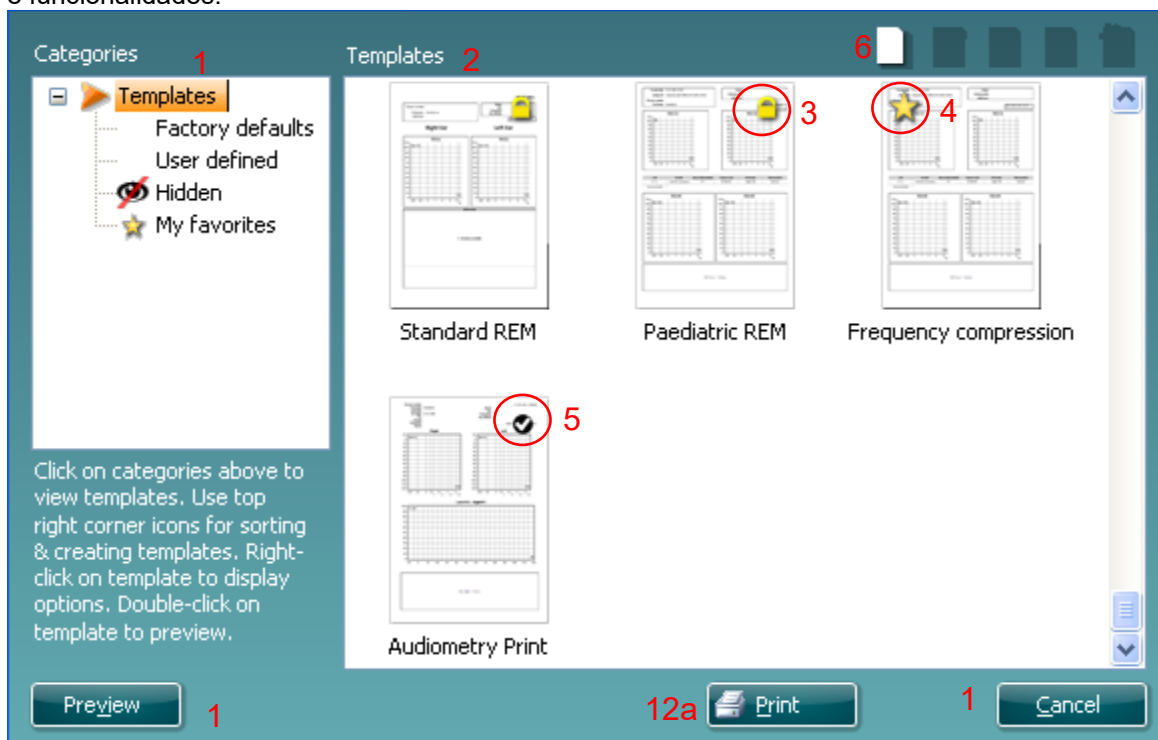 e funcionalidades.
Categories
1
Templates
2
6
Templates
Factory defaults
User defined
Hidden
My favorites
3
4
Standard REM
Paediatric REM
Frequency compression
5
Click on categories above to
view templates. Use top
right corner icons for sorting
& creating templates. Right-
click on template to display
options. Double-click on
template to preview.
Audiometry Print
Preview
1
12a
Print
1
Cancel